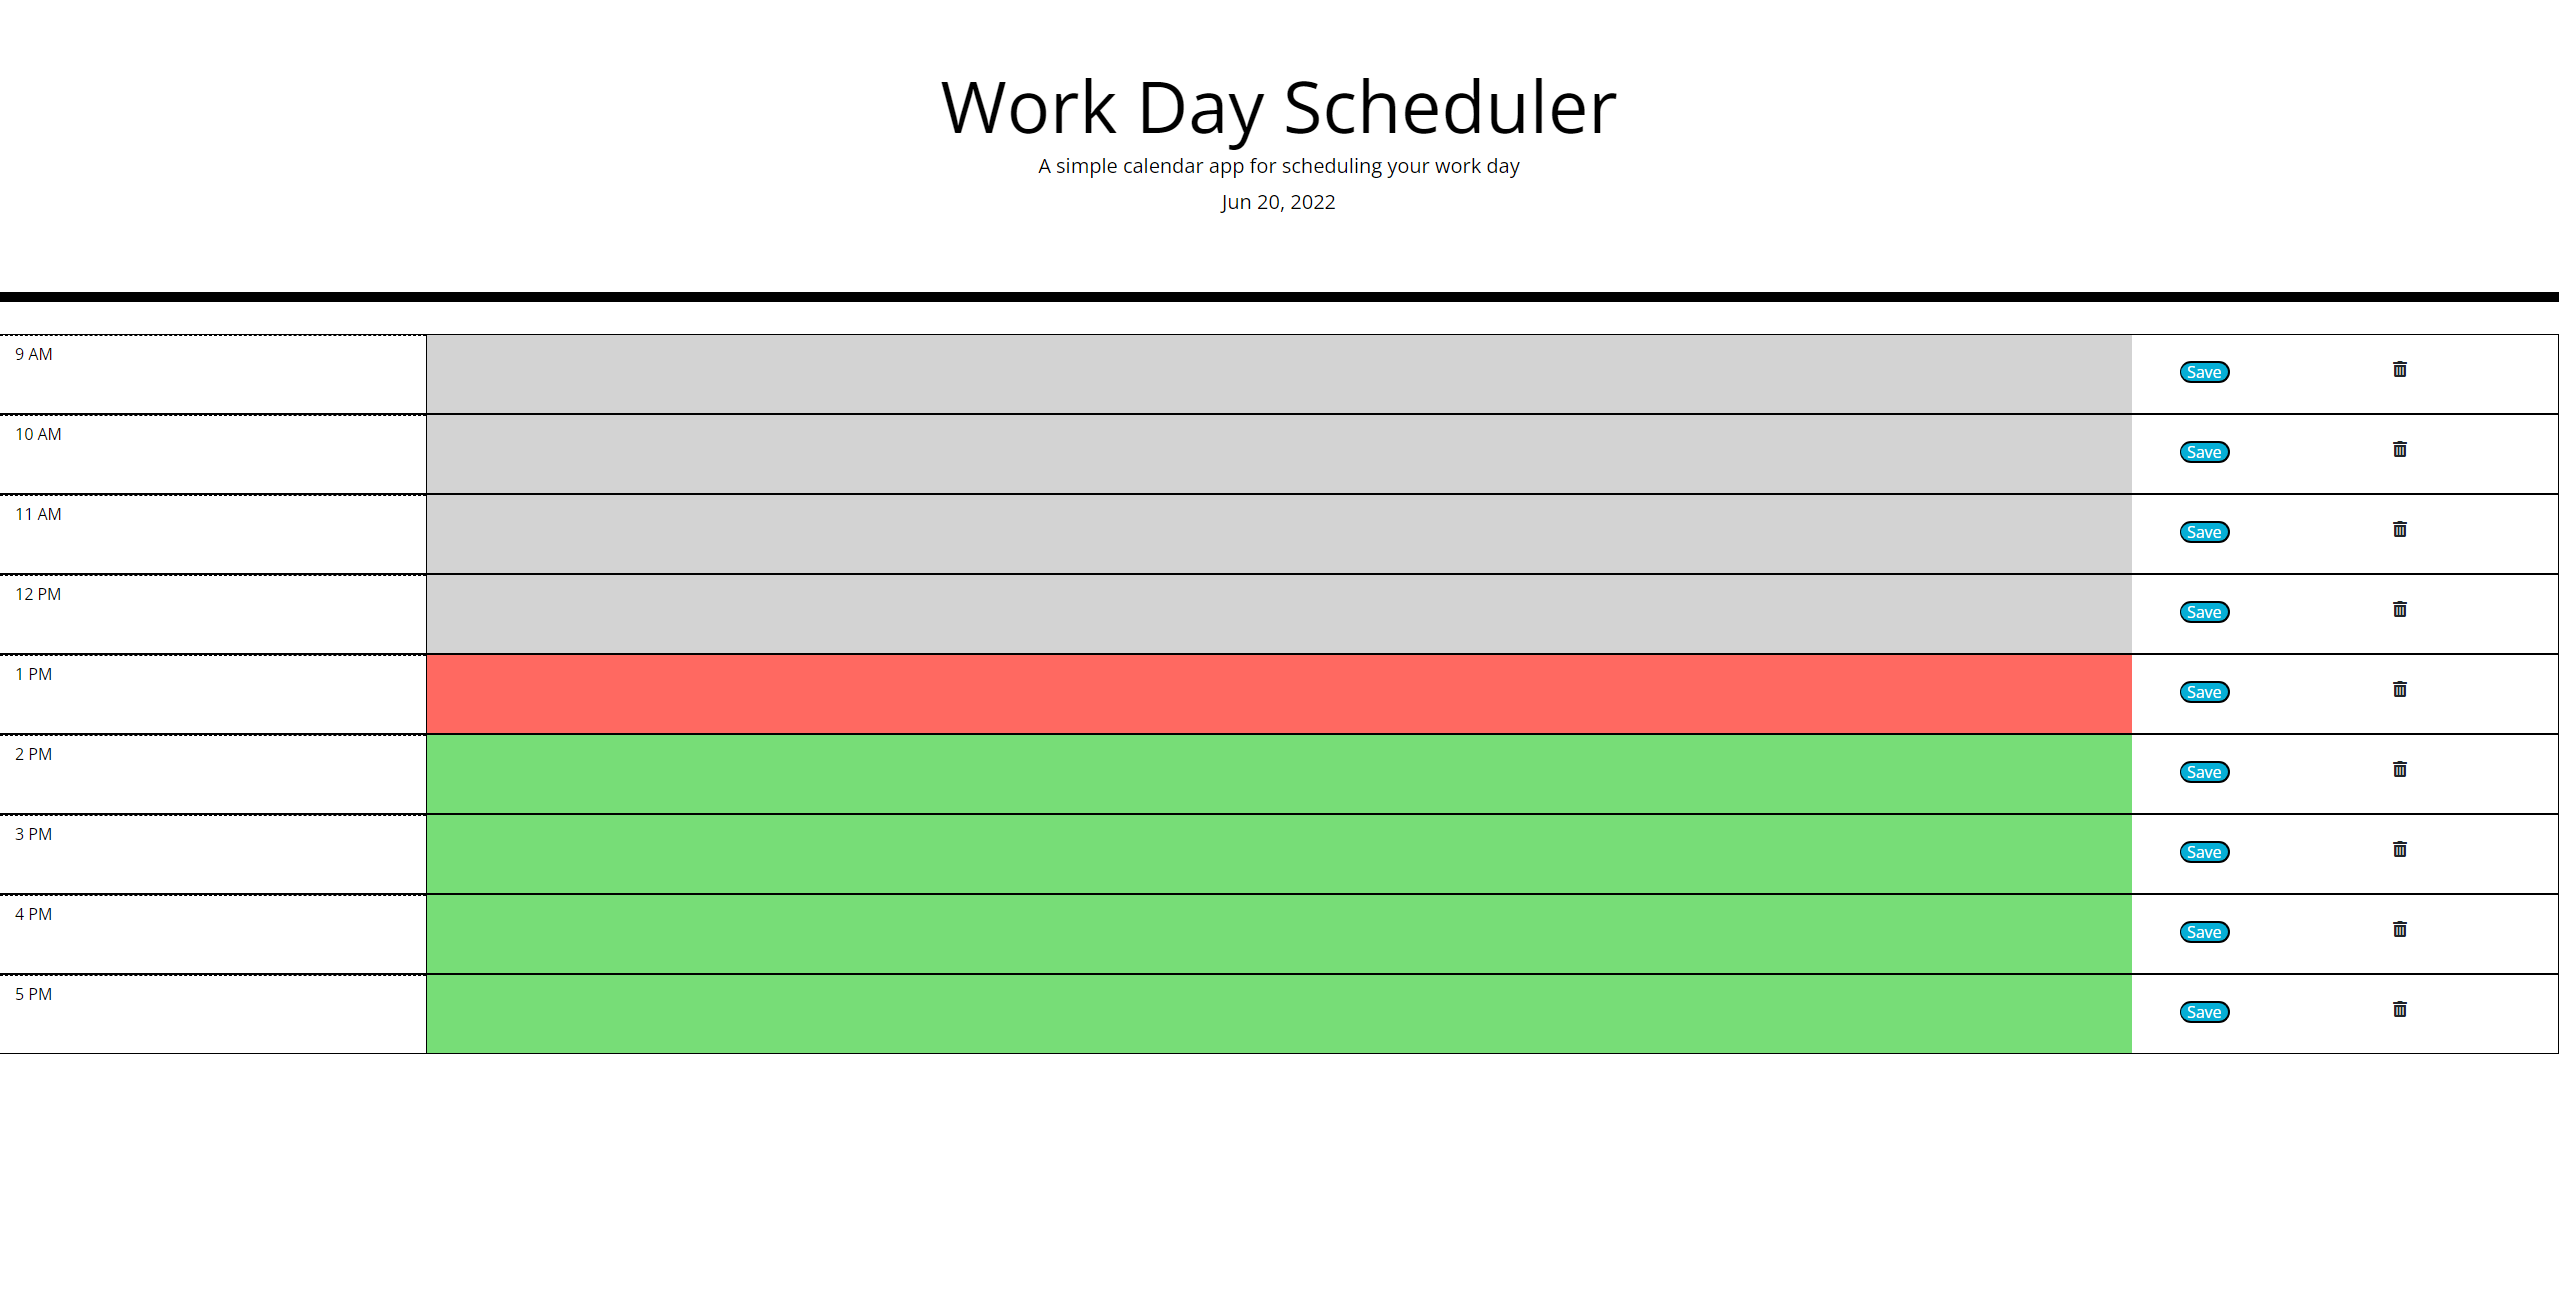 Work Day Scheduler
A simple calendar app for scheduling your work day
Jun 20, 2022
9 AM Save
10 AM Save
11 AM Save
12 PM Save
1 PM Save
2 PM Save
3 PM Save
4 PM Save
5 PM Save